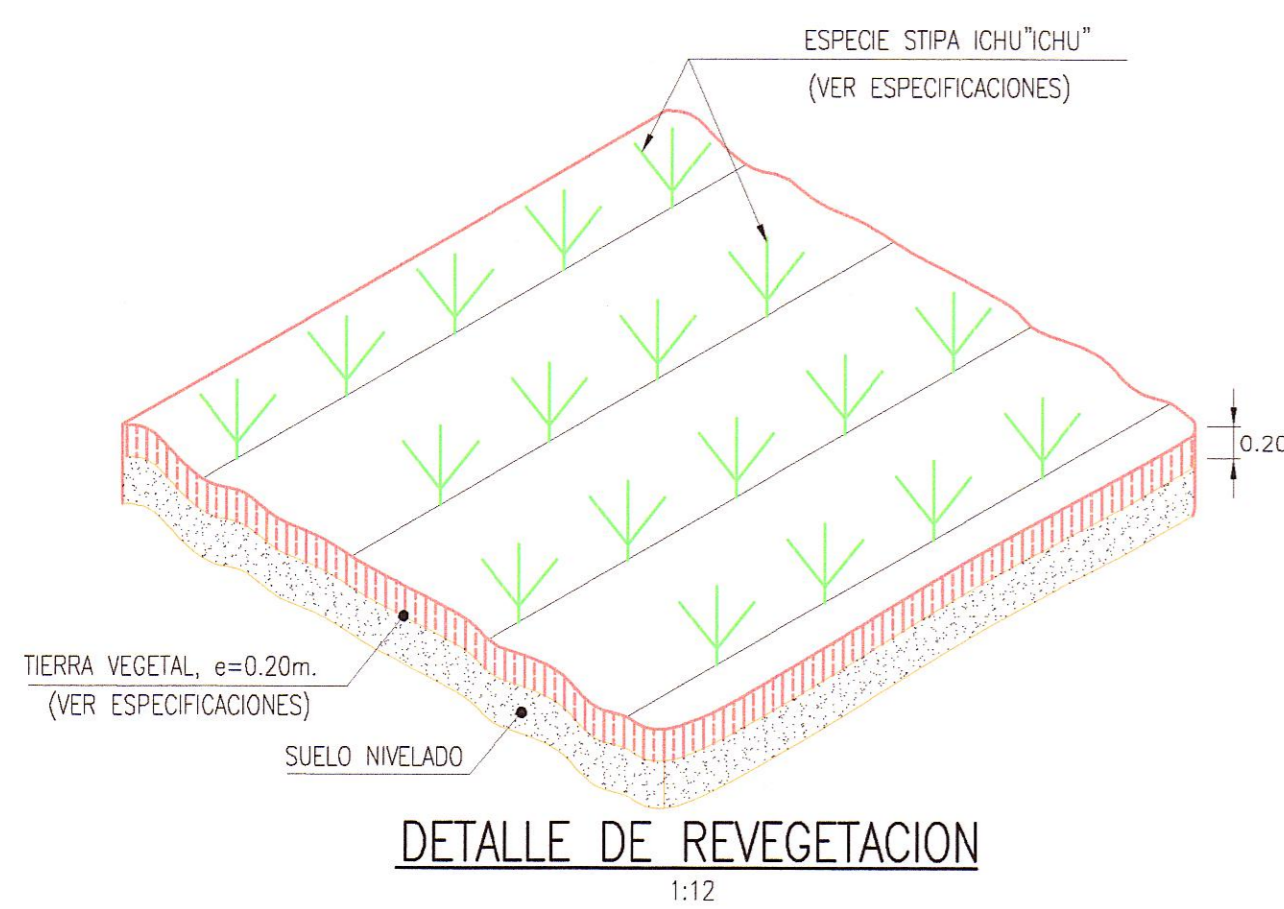 ESPECIE STIPA ICHU"ICHU"
(VER ESPECIFICACIONES)
0.20
TIERRA VEGETAL, e=0.20m.
(VER ESPECIFICACIONES)
SUELO NIVELADO
DETALLE DE REVEGETACION
1:12